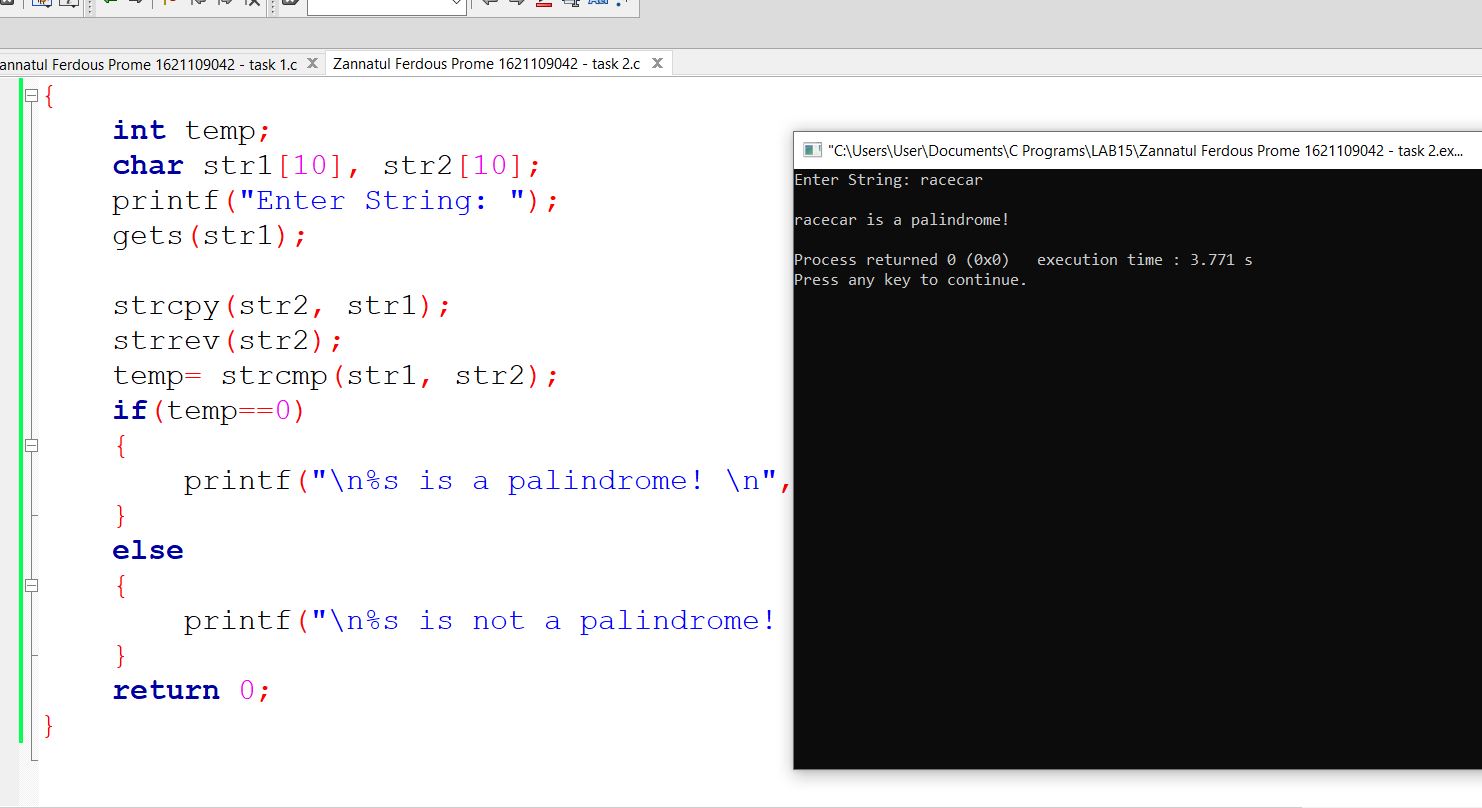 annatul Ferdous Prome 1621109042 - task 1.c
Zannatul Ferdous Prome 1621109042 - task 2.c
{
int temp;
char str1[10], str2[10];
printf("Enter String: ");
gets(str1);
strcpy(str2, str1);
strrev(str2);
temp= strcmp(str1, str2);
if(temp==0)
{
printf("\n%s is a palindrome! \n",
}
else
{
printf("\n%s is not a palindrome!
}
return 0;
}
"C:\Users\User\Documents\C Programs\LAB15\Zannatul Ferdous Prome 1621109042 - task 2.ex...
Enter String: racecar
racecar is a palindrome!
Process returned 0 (0x0)   execution time : 3.771 s
Press any key to continue.